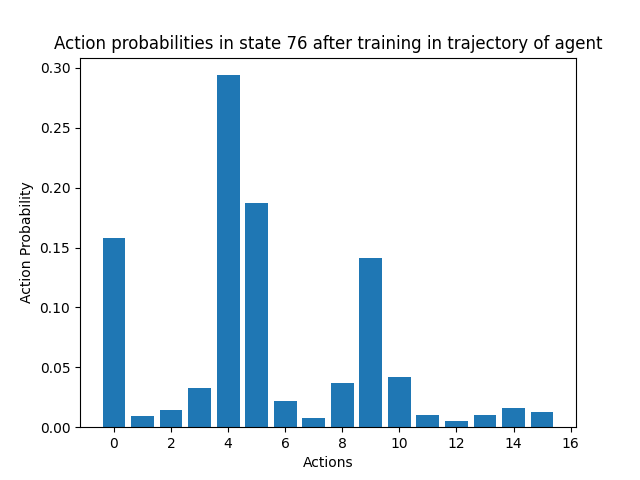 Action probabilities in state 76 after training in trajectory of agent
0.30
0.25
0.20
0.15
0.10
0.05
0.00
Action Probability
0 2 4 6 8 10 12 14 16
Actions